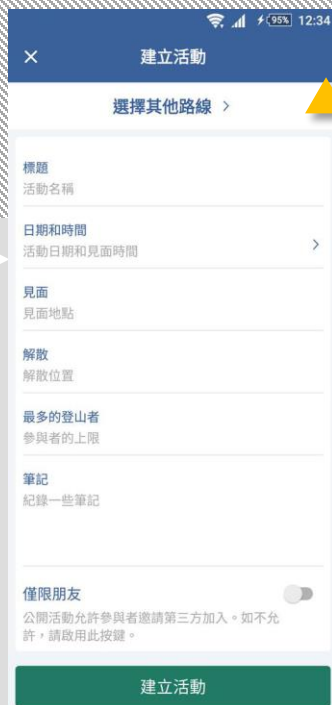 95% 12:34
建立活動
選擇其他路線 >
標題
活動名稱
日期和時間
活動日期和見面時間
見面
見面地點
解散
解散位置
最多的登山者
參與者的上限
筆記
紀錄一些筆記
僅限朋友
公開活動允許參與者邀請第三方加入。如不允
許，請啟用此按鍵。
建立活動